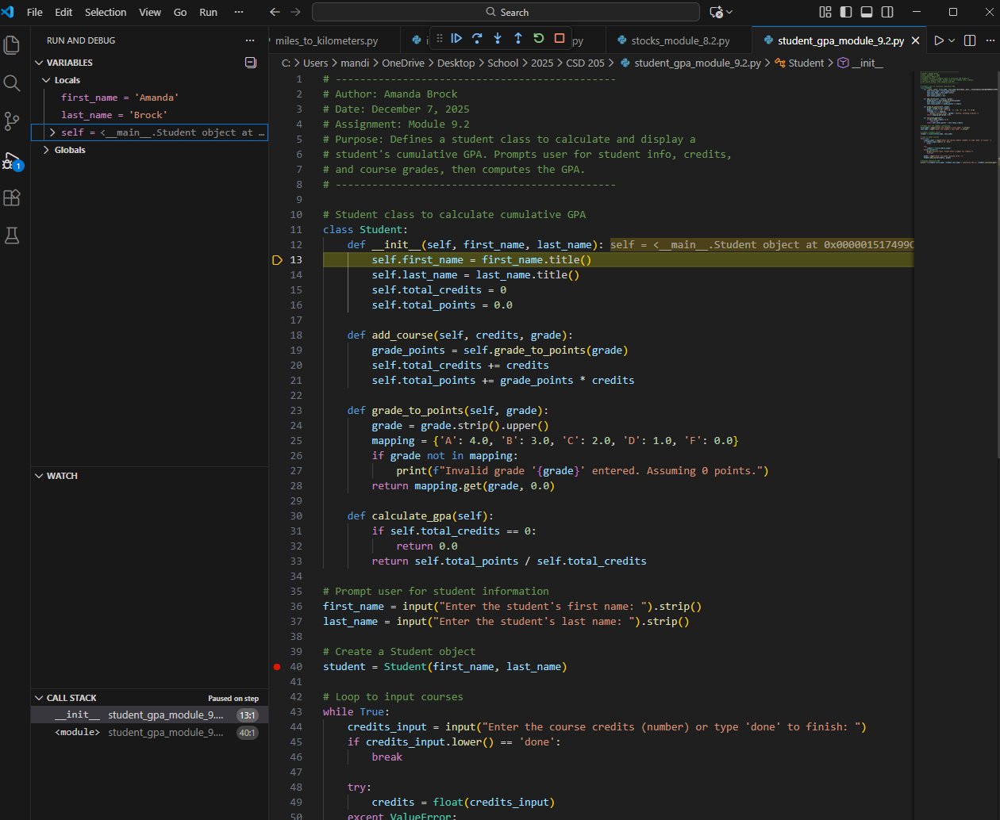 File Edit Selection View Go Run ··· Search
RUN AND DEBUG ···
miles_to_kilometers.py py stocks_module_8.2.py student_gpa_module_9.2.py
C: > Users > mandi > OneDrive > Desktop > School > 2025 > CSD 205 > student_gpa_module_9.2.py > Student > __init__
VARIABLES
Locals
first_name = 'Amanda'
last_name = 'Brock'
self = <__main__.Student object at …
Globals
1
WATCH
CALL STACK Paused on step
__init__ student_gpa_module_9.... 13:1
<module> student_gpa_module_9.... 40:1
1 # ----------------------------------------------
2 # Author: Amanda Brock
3 # Date: December 7, 2025
4 # Assignment: Module 9.2
5 # Purpose: Defines a student class to calculate and display a
6 # student's cumulative GPA. Prompts user for student info, credits,
7 # and course grades, then computes the GPA.
8 # ----------------------------------------------
9
10 # Student class to calculate cumulative GPA
11 class Student:
12     def __init__(self, first_name, last_name): self = <__main__.Student object at 0x000001517499C
13         self.first_name = first_name.title()
14         self.last_name = last_name.title()
15         self.total_credits = 0
16         self.total_points = 0.0
17
18     def add_course(self, credits, grade):
19         grade_points = self.grade_to_points(grade)
20         self.total_credits += credits
21         self.total_points += grade_points * credits
22
23     def grade_to_points(self, grade):
24         grade = grade.strip().upper()
25         mapping = {'A': 4.0, 'B': 3.0, 'C': 2.0, 'D': 1.0, 'F': 0.0}
26         if grade not in mapping:
27             print(f"Invalid grade '{grade}' entered. Assuming 0 points.")
28         return mapping.get(grade, 0.0)
29
30     def calculate_gpa(self):
31         if self.total_credits == 0:
32             return 0.0
33         return self.total_points / self.total_credits
34
35 # Prompt user for student information
36 first_name = input("Enter the student's first name: ").strip()
37 last_name = input("Enter the student's last name: ").strip()
38
39 # Create a Student object
40 student = Student(first_name, last_name)
41
42 # Loop to input courses
43 while True:
44     credits_input = input("Enter the course credits (number) or type 'done' to finish: ")
45     if credits_input.lower() == 'done':
46         break
47
48     try:
49         credits = float(credits_input)
50     except ValueError: